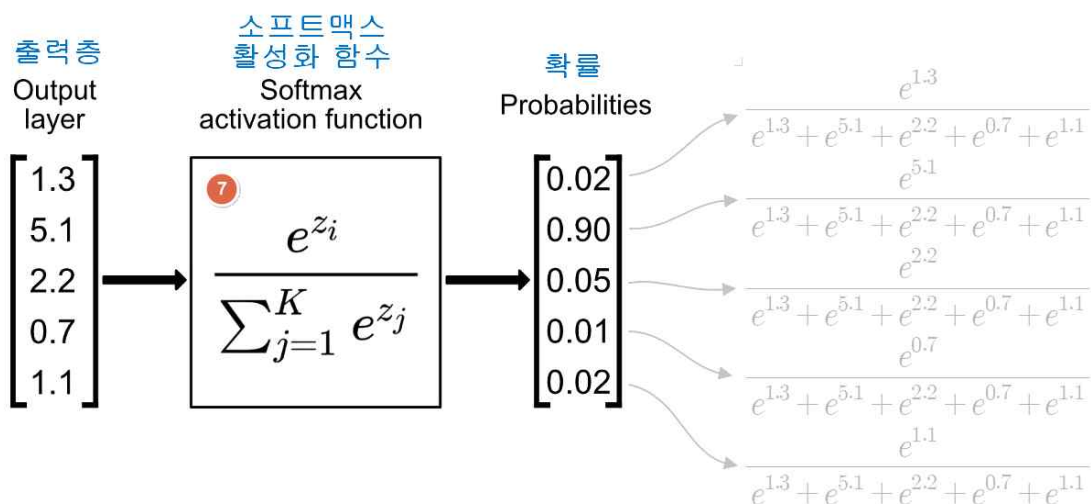 출력층
Output
layer
1.3
5.1
2.2
0.7
1.1
소프트맥스
활성화 함수
Softmax
activation function
7
e^{z_i}
∑_{j=1}^{K} e^{z_j}
확률
Probabilities
0.02
0.90
0.05
0.01
0.02
e^{1.3}
e^{1.3} + e^{5.1} + e^{2.2} + e^{0.7} + e^{1.1}
e^{5.1}
e^{1.3} + e^{5.1} + e^{2.2} + e^{0.7} + e^{1.1}
e^{2.2}
e^{1.3} + e^{5.1} + e^{2.2} + e^{0.7} + e^{1.1}
e^{0.7}
e^{1.3} + e^{5.1} + e^{2.2} + e^{0.7} + e^{1.1}
e^{1.1}
e^{1.3} + e^{5.1} + e^{2.2} + e^{0.7} + e^{1.1}